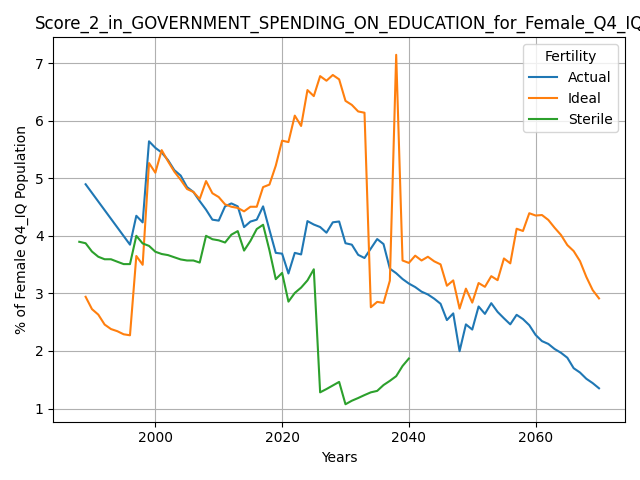 Score_2_in_GOVERNMENT_SPENDING_ON_EDUCATION_for_Female_Q4_IQ
Fertility
Actual
Ideal
Sterile
% of Female Q4_IQ Population
7
6
5
4
3
2
1
2000 2020 2040 2060
Years